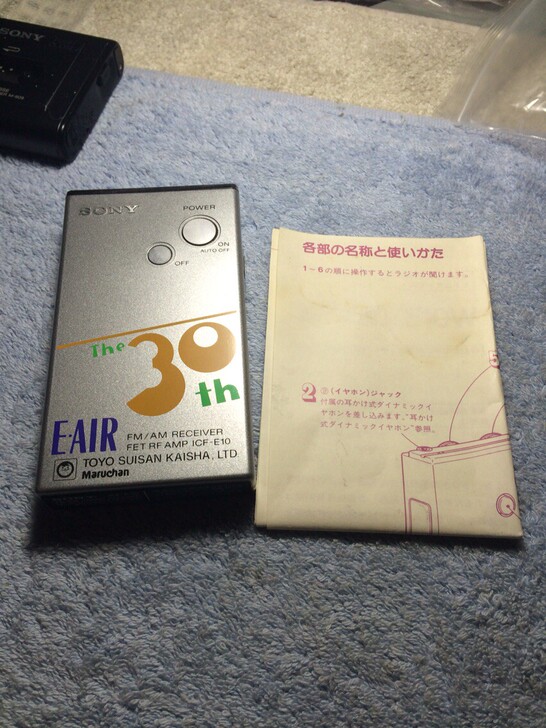 SONY
SONY
POWER
ON
AUTO OFF
OFF
The 30th
E-AIR
FM/AM RECEIVER
FET RF AMP ICF-E10
TOYO SUISAN KAISHA, LTD
Maruchan
各部の名称と使いかた
1~6の順に操作するとラジオが聞けます。
2 ②(イヤホン)ジャック
付属の耳かけ式ダイナミックイ
ヤホンを差し込みます。"耳かけ
式ダイナミックイヤホン"参照。
5